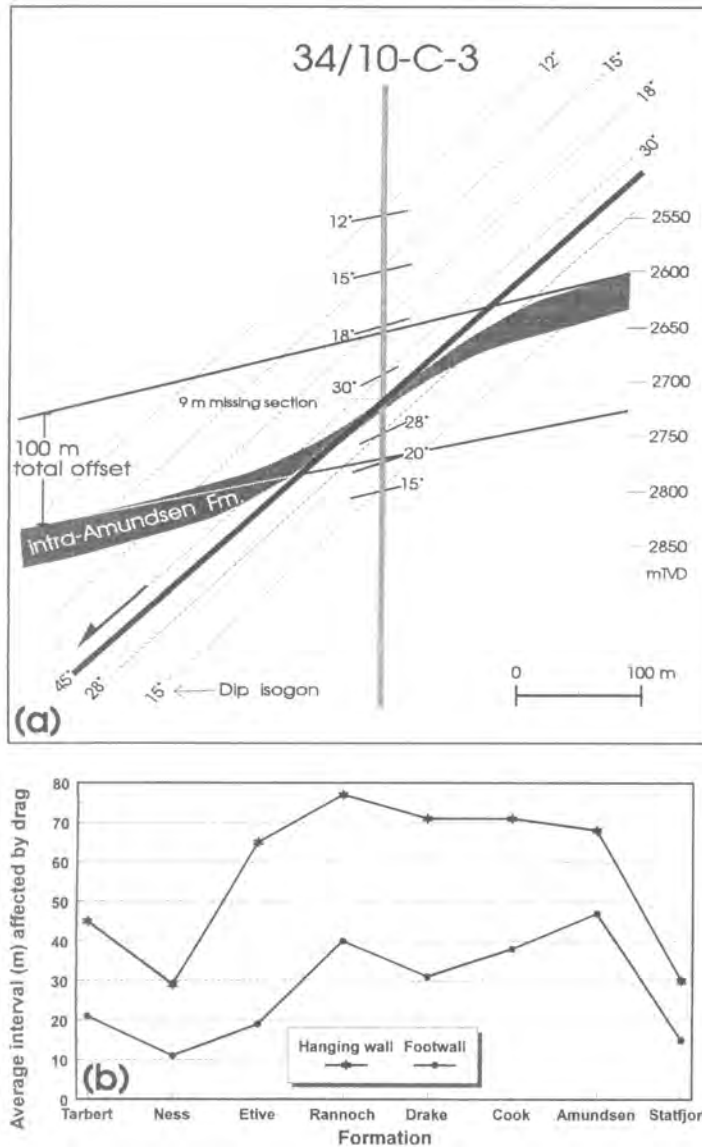 34/10-C-3
12°
15°
18°
30°
12°
15°
18°
30°
28°
20°
15°
2550
2600
2650
2700
2750
2800
2850
mTVD
9 m missing section
100 m
total offset
intra-Amundsen Fm.
45°
28°
15°
Dip isogon
0
100 m
(a)
Average interval (m) affected by drag
80
70
60
50
40
30
20
10
0
(b)
Hanging wall
Footwall
Tarbert
Ness
Etive
Rannoch
Drake
Cook
Amundsen
Statfjor
Formation